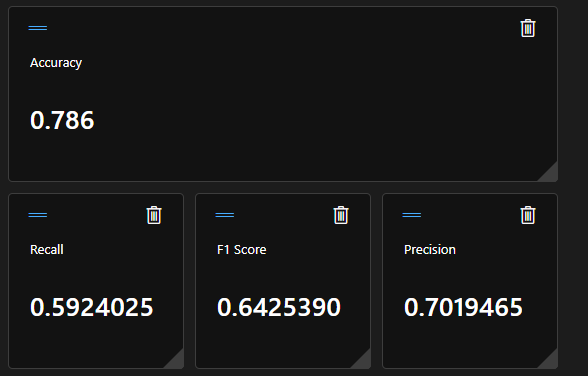 Accuracy
0.786
Recall
F1 Score
Precision
0.5924025
0.6425390
0.7019465